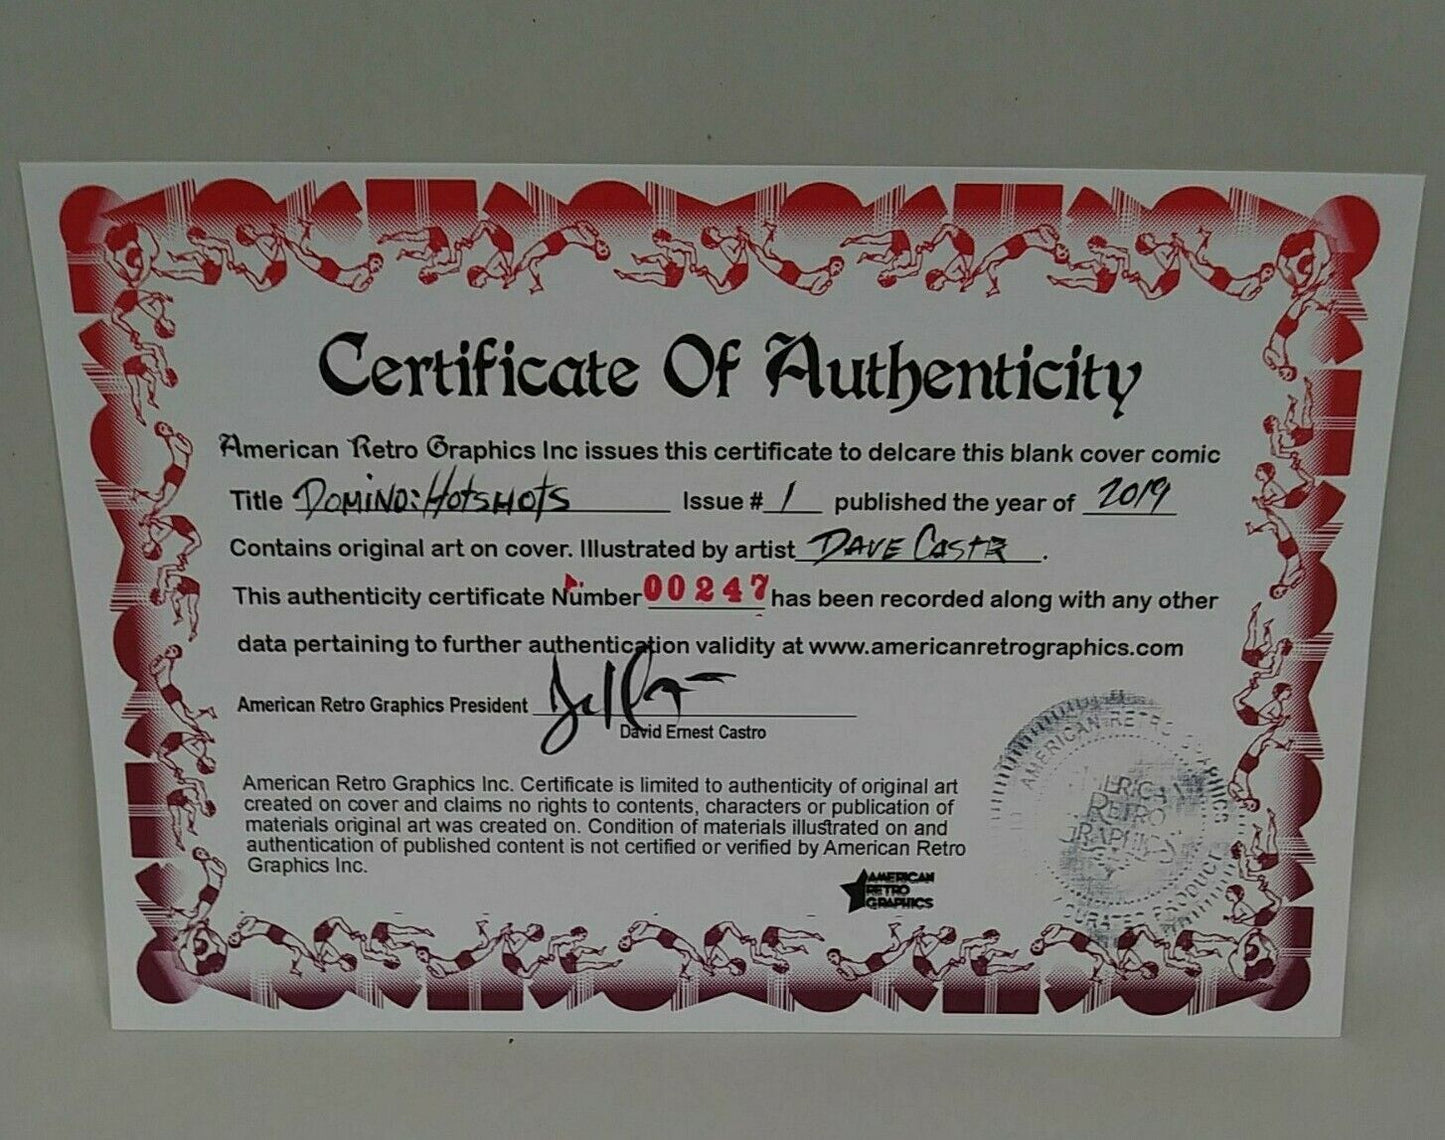 Certificate Of Authenticity
American Retro Graphics Inc issues this certificate to delcare this blank cover comic
Title DOMINO: HOTSHOTS Issue # 1 published the year of 2019
Contains original art on cover. Illustrated by artist DAVE CASTR.
This authenticity certificate Number 00247 has been recorded along with any other
data pertaining to further authentication validity at www.americanretrographics.com
American Retro Graphics President
David Ernest Castro
American Retro Graphics Inc. Certificate is limited to authenticity of original art
created on cover and claims no rights to contents, characters or publication of
materials original art was created on. Condition of materials illustrated on and
authentication of published content is not certified or verified by American Retro
Graphics Inc.
AMERICAN
RETRO
GRAPHICS
AMERICAN RETRO GRAPHICS
RETRO
PRODUCT